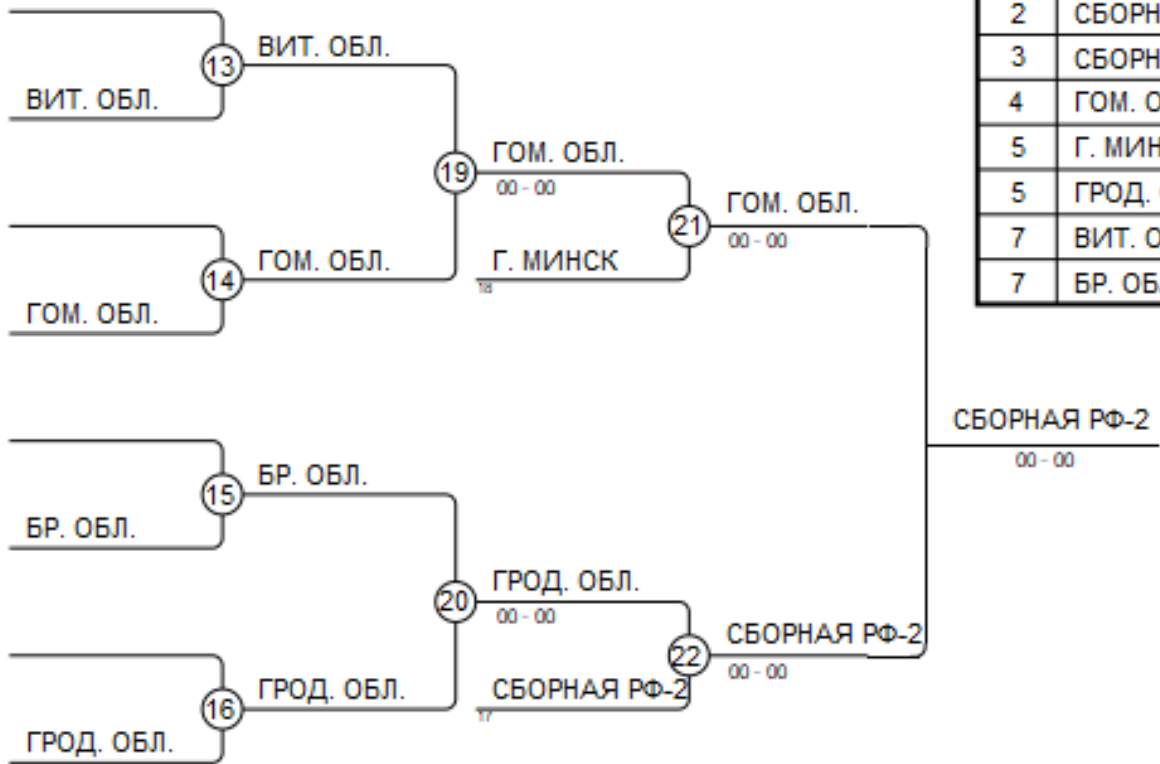 2 СБОРН
3 СБОРН
4 ГОМ. О
5 Г. МИН
5 ГРОД.
7 ВИТ. О
7 БР. ОБ
13 ВИТ. ОБЛ.
ВИТ. ОБЛ.
19 ГОМ. ОБЛ.
00 - 00
21 ГОМ. ОБЛ.
00 - 00
14 ГОМ. ОБЛ.
Г. МИНСК
18
ГОМ. ОБЛ.
СБОРНАЯ РФ-2
00 - 00
15 БР. ОБЛ.
БР. ОБЛ.
20 ГРОД. ОБЛ.
00 - 00
22 СБОРНАЯ РФ-2
00 - 00
16 ГРОД. ОБЛ.
СБОРНАЯ РФ-2
17
ГРОД. ОБЛ.